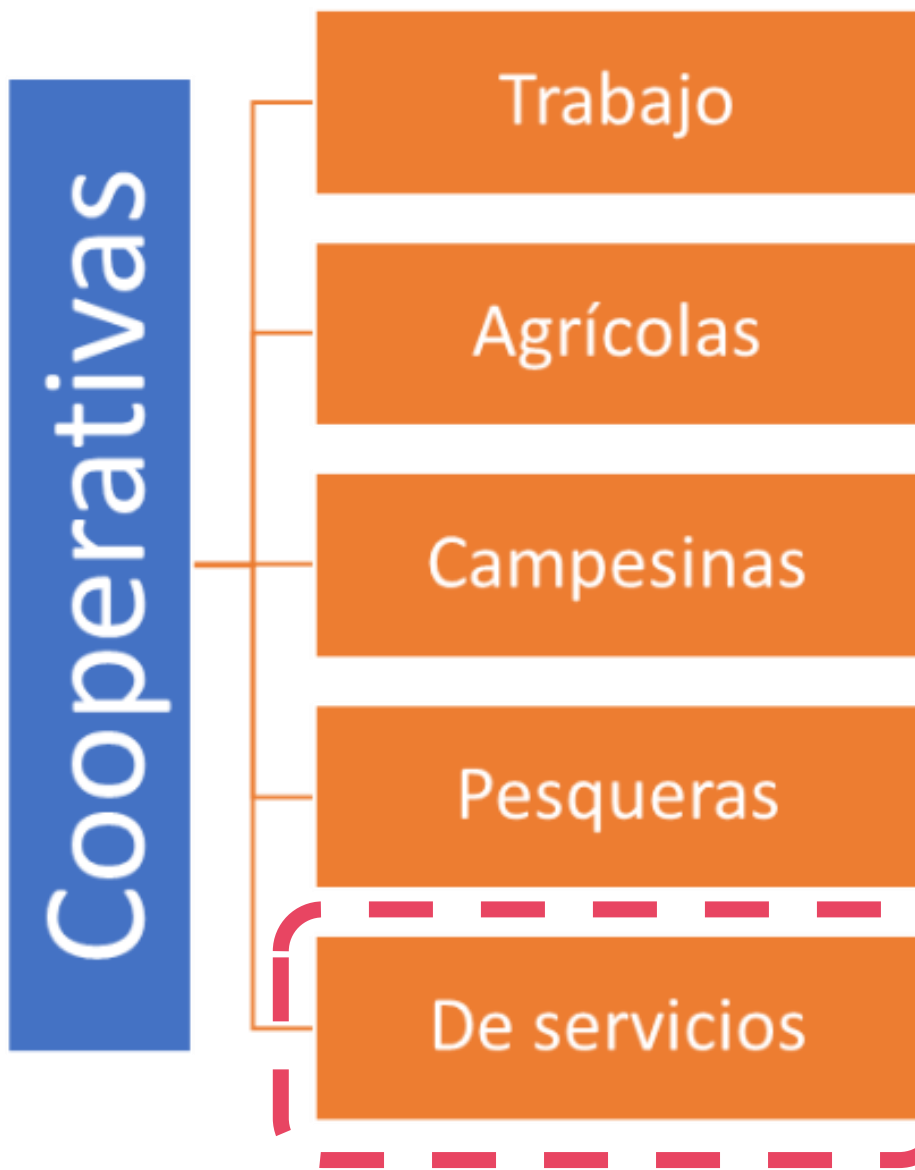 Cooperativas
Trabajo
Agrícolas
Campesinas
Pesqueras
De servicios